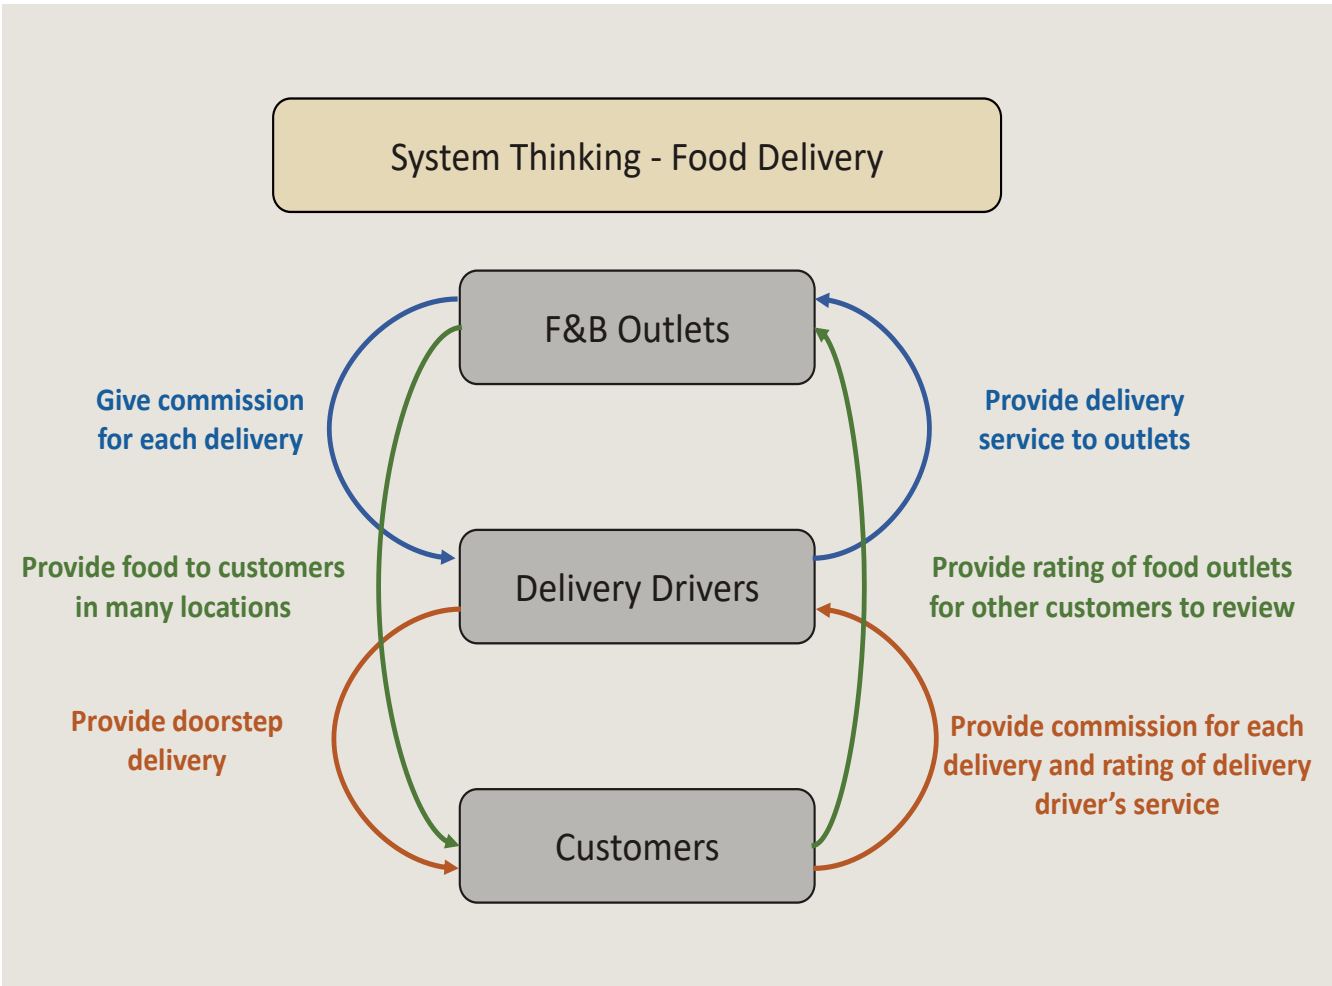 System Thinking - Food Delivery
F&B Outlets
Give commission
for each delivery
Provide delivery
service to outlets
Provide food to customers
in many locations
Delivery Drivers
Provide rating of food outlets
for other customers to review
Provide doorstep
delivery
Provide commission for each
delivery and rating of delivery
driver’s service
Customers